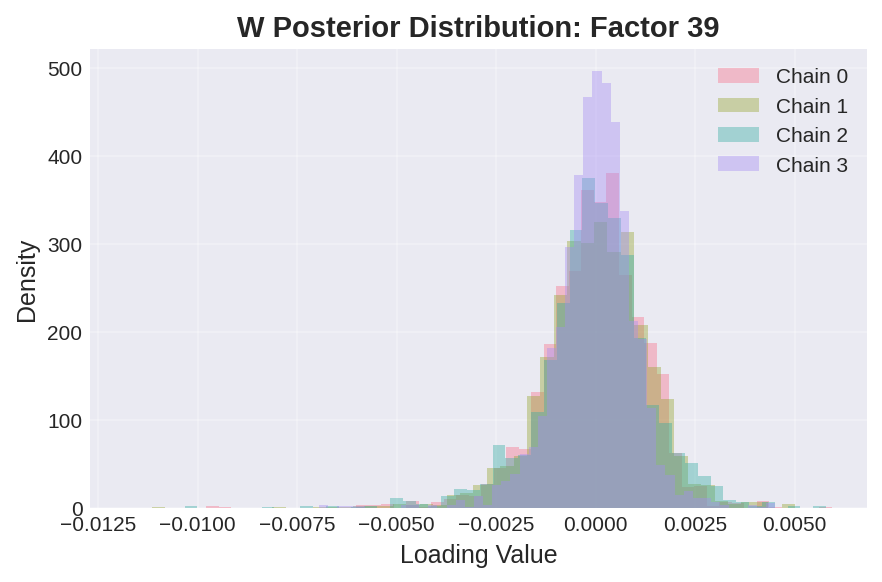 W Posterior Distribution: Factor 39
Chain 0
Chain 1
Chain 2
Chain 3
Density
500
400
300
200
100
0
−0.0125 −0.0100 −0.0075 −0.0050 −0.0025 0.0000 0.0025 0.0050
Loading Value